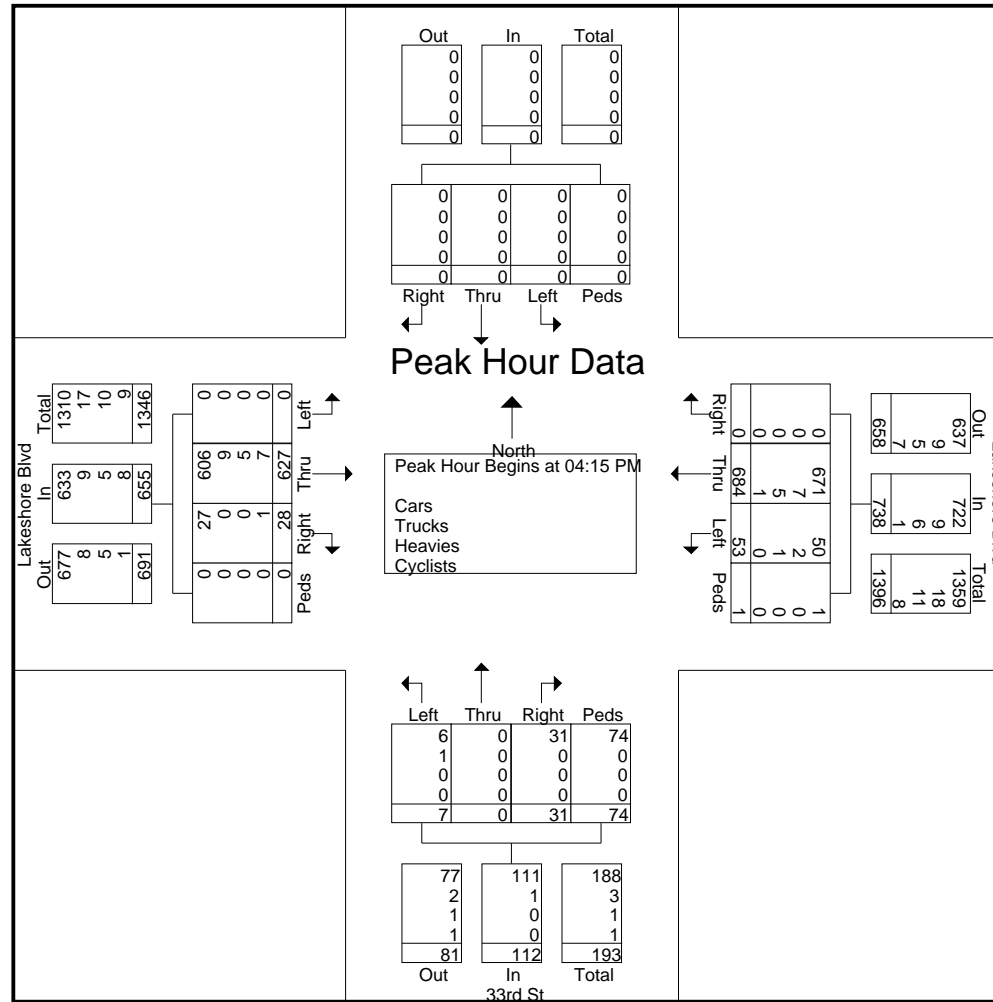 Out In Total
0 0 0
0 0 0
0 0 0
0 0 0
0 0 0
0 0 0 0
0 0 0 0
0 0 0 0
0 0 0 0
0 0 0 0
Right Thru Left Peds
Peak Hour Data
North
Peak Hour Begins at 04:15 PM
Cars
Trucks
Heavies
Cyclists
Lakeshore Blvd
Out In Total
677 633 1310
8 9 17
5 5 10
1 8 9
691 655 1346
Peds Right Thru Left
0 27 606 0
0 0 9 0
0 0 5 0
0 1 7 0
0 28 627 0
Right Thru Left Peds
0 671 50 1
0 7 2 0
0 5 1 0
0 1 0 0
0 684 53 1
Out In Total
637 722 1359
9 9 18
5 6 11
7 1 8
658 738 1396
Left Thru Right Peds
6 0 31 74
1 0 0 0
0 0 0 0
0 0 0 0
7 0 31 74
77 111 188
2 1 3
1 0 1
1 0 1
81 112 193
Out In Total
33rd St